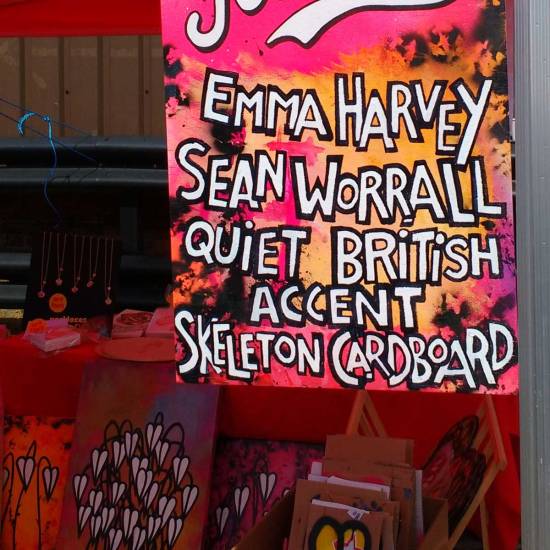 EMMA HARVEY
SEAN WORRALL
QUiET BRiTiSH
ACCENT
SKELETON CARDBOARD